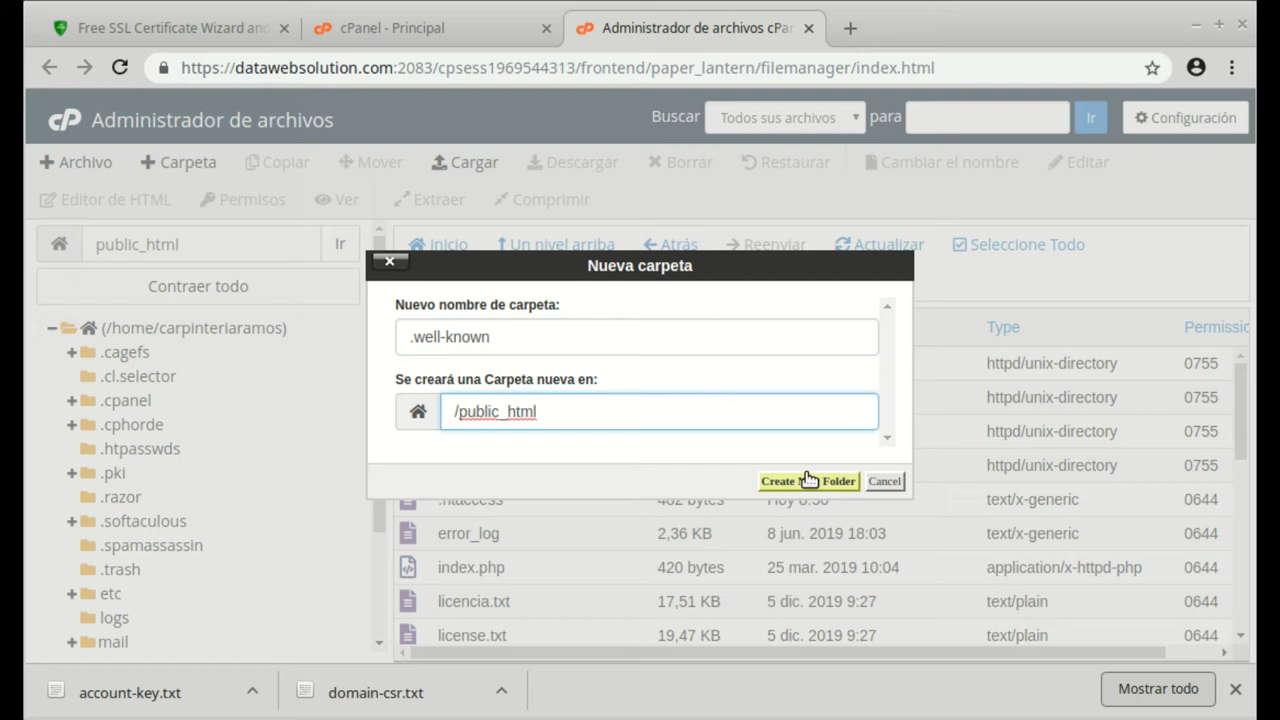 Free SSL Certificate Wizard and
cPanel - Principal
Administrador de archivos cPan
https://datawebsolution.com:2083/cpsess1969544313/frontend/paper_lantern/filemanager/index.html
cP Administrador de archivos
Buscar Todos sus archivos para Ir Configuración
Archivo Carpeta Copiar Mover Cargar Descargar Borrar Restaurar Cambiar el nombre Editar
Editor de HTML Permisos Ver Extraer Comprimir
public_html Ir
Inicio Un nivel arriba Atrás Reenviar Actualizar Seleccione Todo
Contraer todo
Nueva carpeta
Nuevo nombre de carpeta:
.well-known
Se creará una Carpeta nueva en:
/public_html
Create Folder Cancel
(/home/carpinteriaramos)
.cagefs
.cl.selector
.cpanel
.cphorde
.htpasswds
.pki
.razor
.softaculous
.spamassassin
.trash
etc
logs
mail
Type
httpd/unix-directory 0755
httpd/unix-directory 0755
httpd/unix-directory 0755
httpd/unix-directory 0755
.htaccess 482 bytes Hoy 8:50 text/x-generic 0644
error_log 2,36 KB 8 jun. 2019 18:03 text/x-generic 0644
index.php 420 bytes 25 mar. 2019 10:04 application/x-httpd-php 0644
licencia.txt 17,51 KB 5 dic. 2019 9:27 text/plain 0644
license.txt 19,47 KB 5 dic. 2019 9:27 text/plain 0644
account-key.txt
domain-csr.txt
Mostrar todo